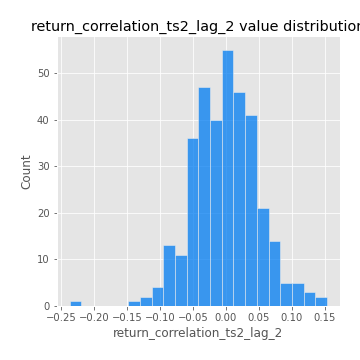 return_correlation_ts2_lag_2 value distribution
Count
50
40
30
20
10
0
−0.25 −0.20 −0.15 −0.10 −0.05 0.00 0.05 0.10 0.15
return_correlation_ts2_lag_2